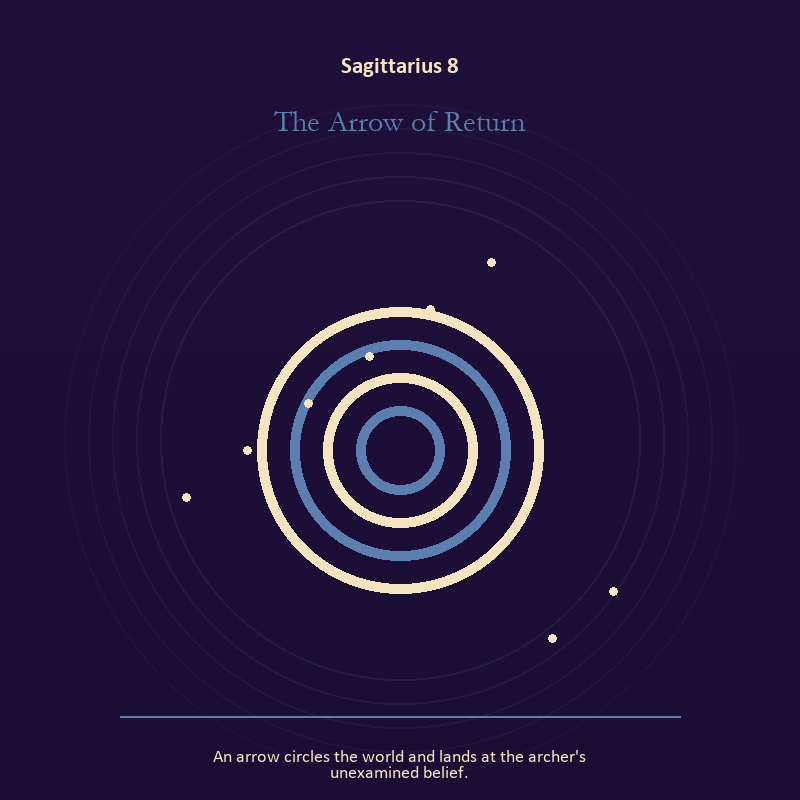 Sagittarius 8
The Arrow of Return
An arrow circles the world and lands at the archer's
unexamined belief.